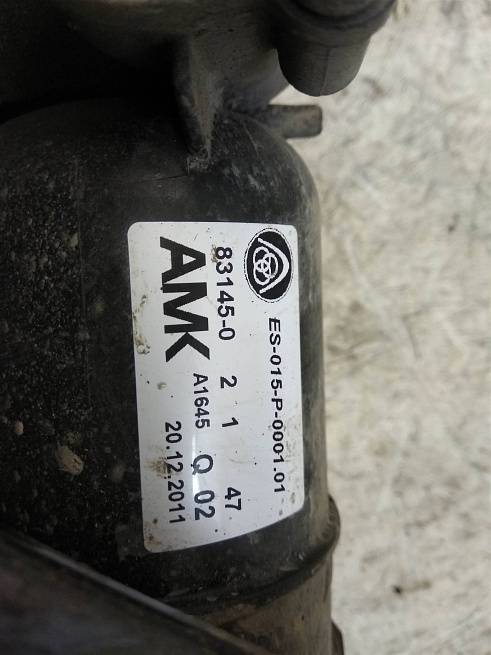 ES-015-P-0001.01
83145-0 2 1 47
AMK A1645 Q 02
20.12.2011